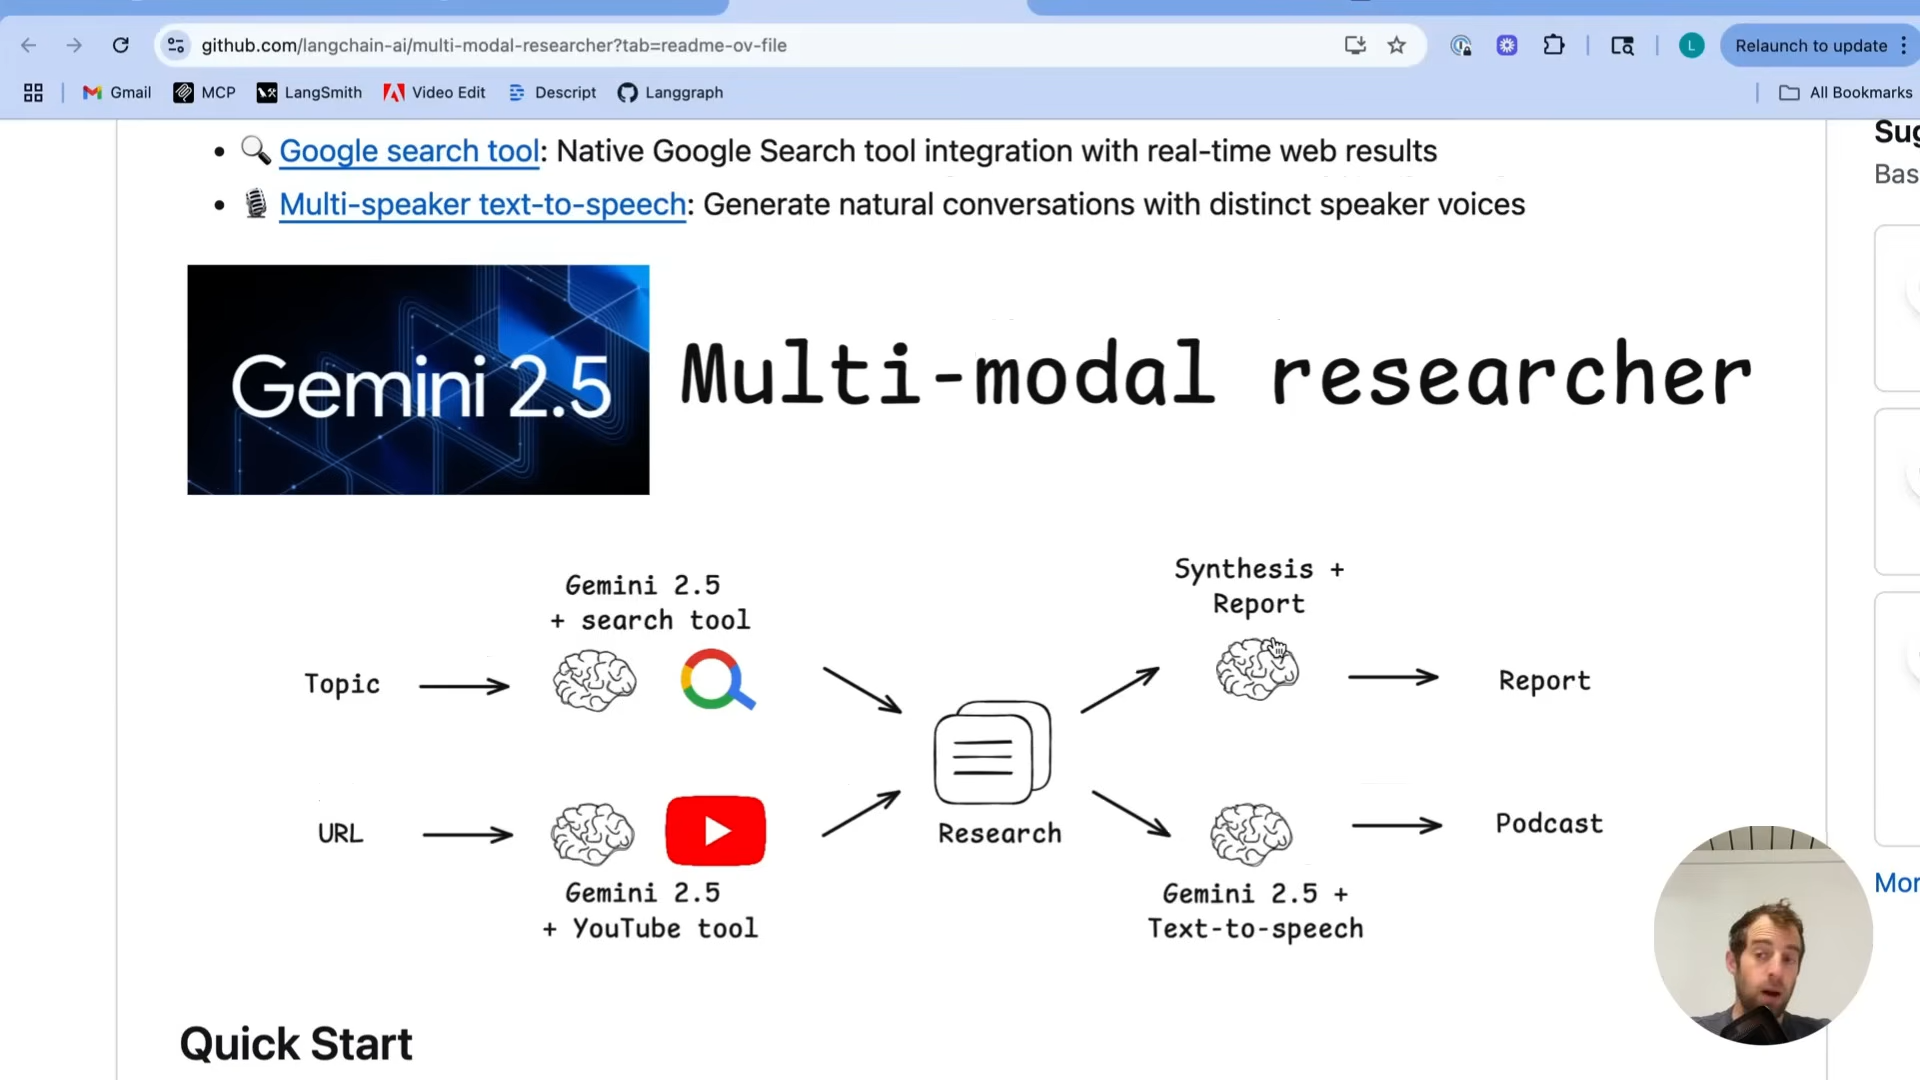 github.com/langchain-ai/multi-modal-researcher?tab=readme-ov-file
L
Relaunch to update
Gmail
MCP
LangSmith
Video Edit
Descript
Langgraph
All Bookmarks
🔍 Google search tool: Native Google Search tool integration with real-time web results
🎙 Multi-speaker text-to-speech: Generate natural conversations with distinct speaker voices
Sug
Bas
Gemini 2.5
Multi-modal researcher
Gemini 2.5
+ search tool
Synthesis +
Report
Topic
Report
URL
Research
Podcast
Gemini 2.5
+ YouTube tool
Gemini 2.5 +
Text-to-speech
Mor
Quick Start